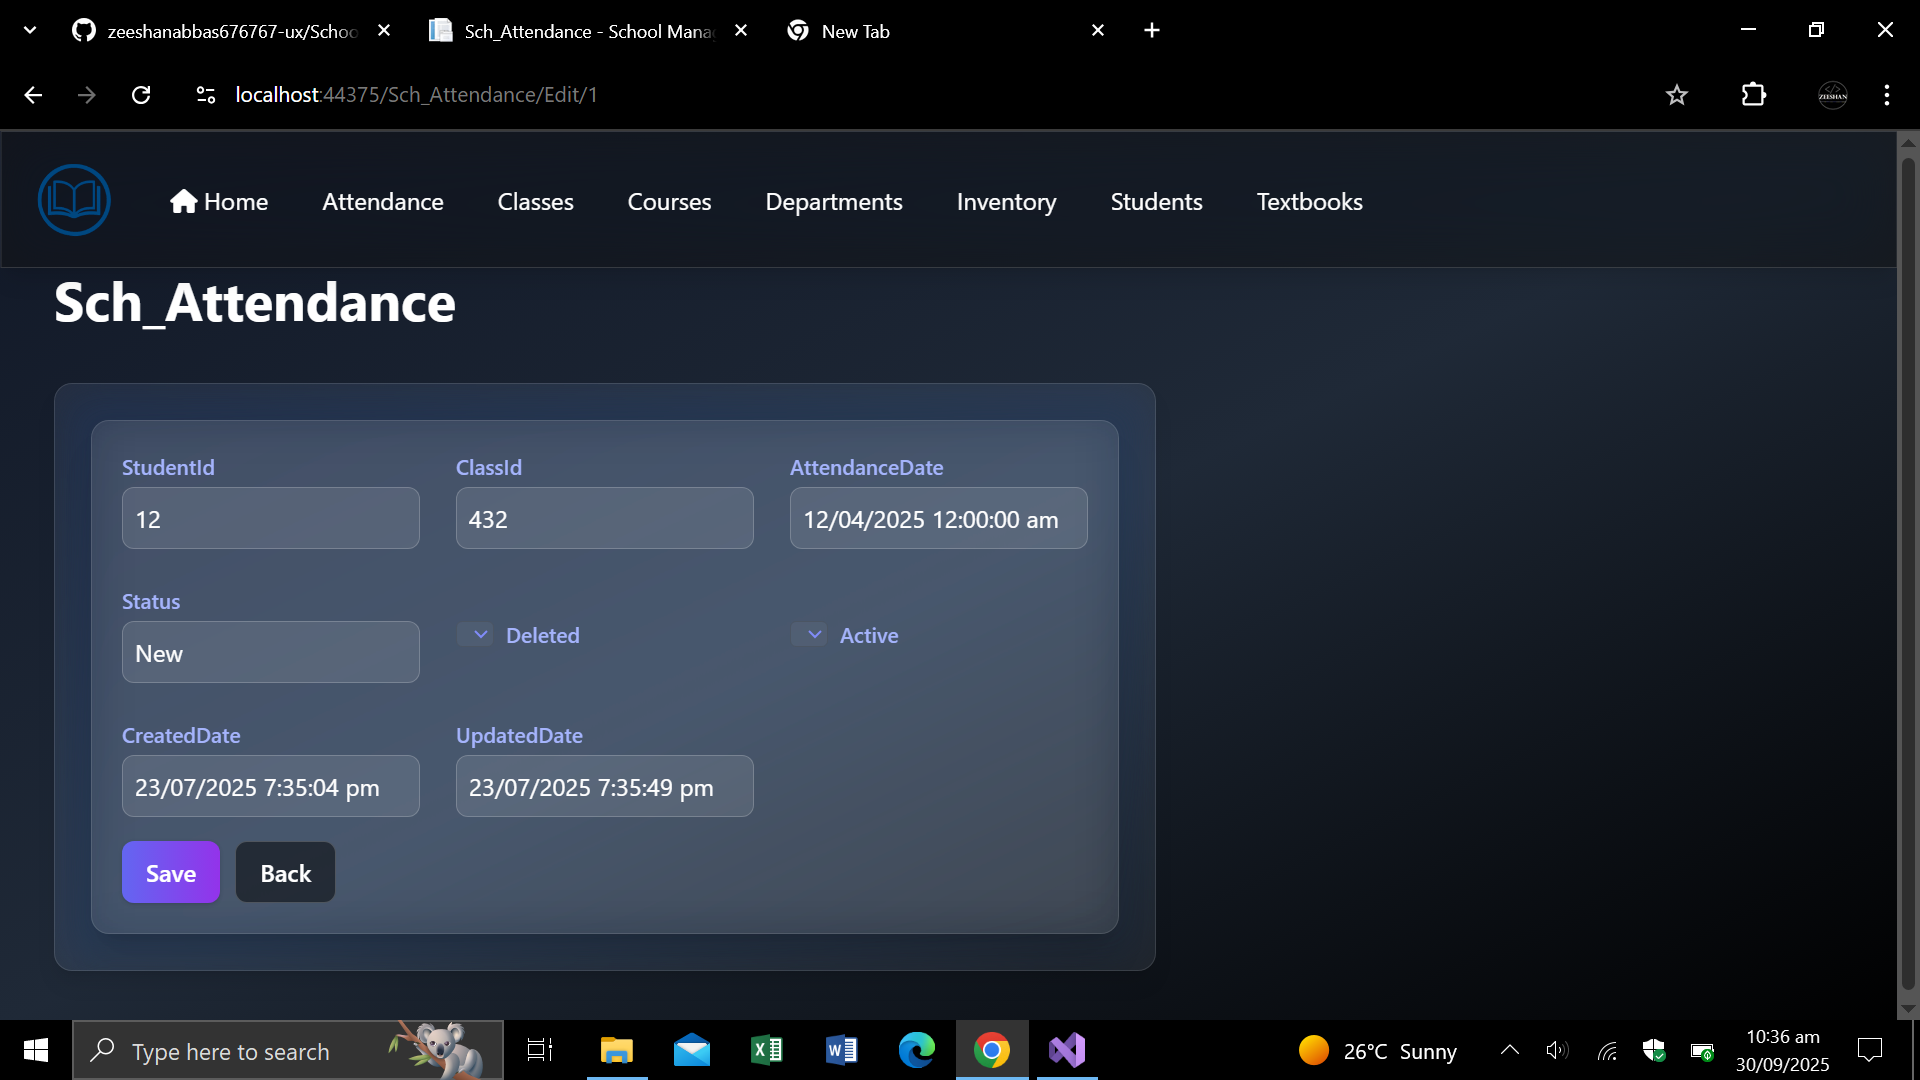 zeeshanabbas676767-ux/Schoo
Sch_Attendance - School Mana
New Tab
localhost:44375/Sch_Attendance/Edit/1
ZEESHAN
Home Attendance Classes Courses Departments Inventory Students Textbooks
Sch_Attendance
StudentId ClassId AttendanceDate
12 432 12/04/2025 12:00:00 am
Status
New Deleted Active
CreatedDate UpdatedDate
23/07/2025 7:35:04 pm 23/07/2025 7:35:49 pm
Save Back
Type here to search
26°C Sunny
10:36 am
30/09/2025